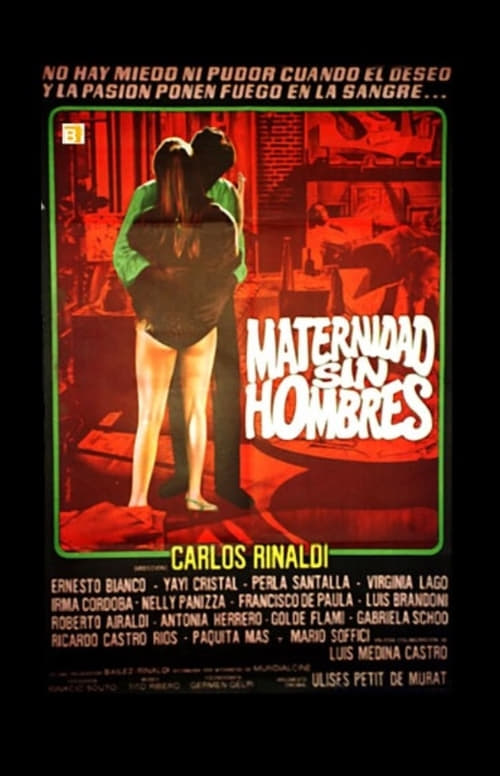 NO HAY MIEDO NI PUDOR CUANDO EL DESEO
Y LA PASION PONEN FUEGO EN LA SANGRE...
B
MATERNIDAD
SIN
HOMBRES
CARLOS RINALDI
ERNESTO BIANCO - YAYI CRISTAL - PERLA SANTALLA - VIRGINIA LAGO
IRMA CORDOBA - NELLY PANIZZA - FRANCISCO DE PAULA - LUIS BRANDONI
ROBERTO AIRALDI - ANTONIA HERRERO - GOLDE FLAMI - GABRIELA SCHOO
RICARDO CASTRO RIOS - PAQUITA MAS - MARIO SOFFICI
LUIS MEDINA CASTRO
MUNDIALCINE
IGNACIO SOUTO TITO RIBERO GERMEN GELPI ULISES PETIT DE MURAT